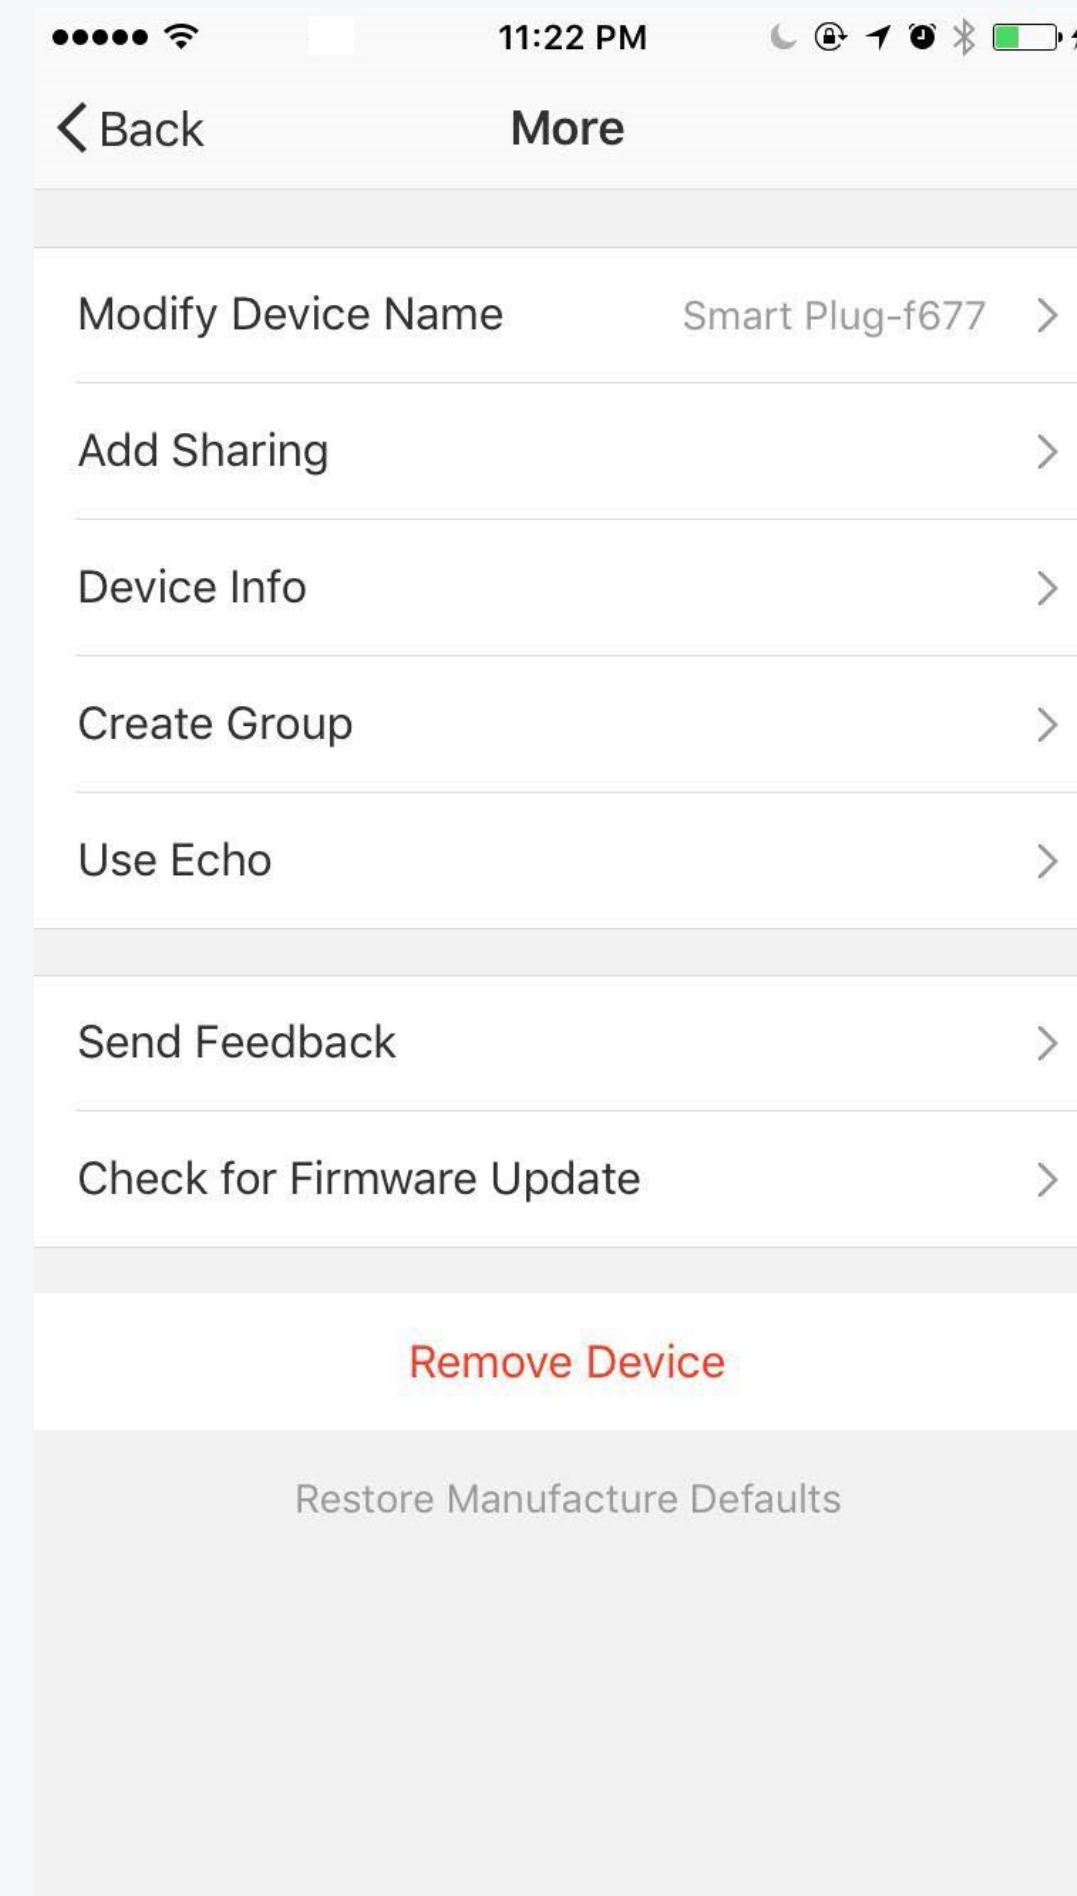 11:22 PM
Back
More
Modify Device Name Smart Plug-f677
Add Sharing
Device Info
Create Group
Use Echo
Send Feedback
Check for Firmware Update
Remove Device
Restore Manufacture Defaults